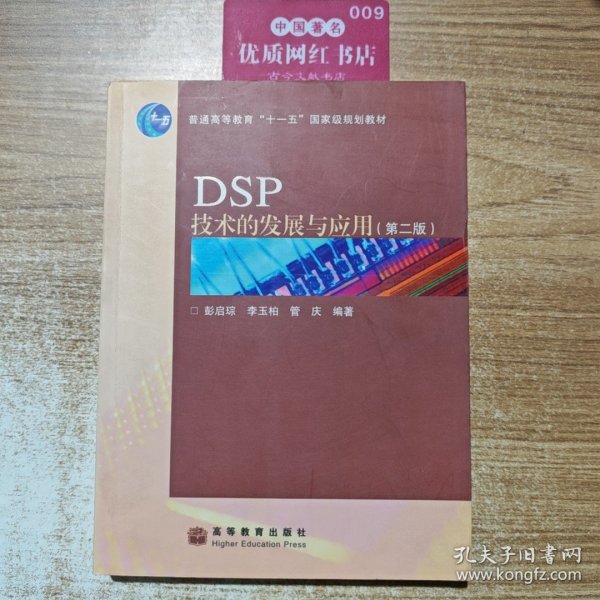 009
中国著名
优质网红书店
古今文献书店
十一五
普通高等教育“十一五”国家级规划教材
DSP
技术的发展与应用(第二版)
□ 彭启琮 李玉柏 管 庆 编著
高等教育出版社
Higher Education Press
孔夫子旧书网
www.kongfz.com